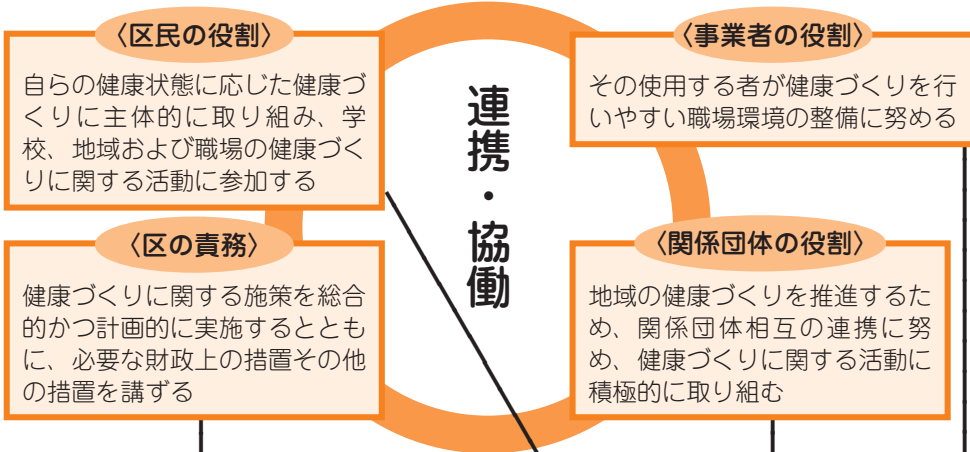 〈区民の役割〉
自らの健康状態に応じた健康づ
くりに主体的に取り組み、学
校、地域および職場の健康づく
りに関する活動に参加する
〈区の責務〉
健康づくりに関する施策を総合
的かつ計画的に実施するととも
に、必要な財政上の措置その他
の措置を講ずる
連携・協働
〈事業者の役割〉
その使用する者が健康づくりを行
いやすい職場環境の整備に努める
〈関係団体の役割〉
地域の健康づくりを推進するた
め、関係団体相互の連携に努
め、健康づくりに関する活動に
積極的に取り組む